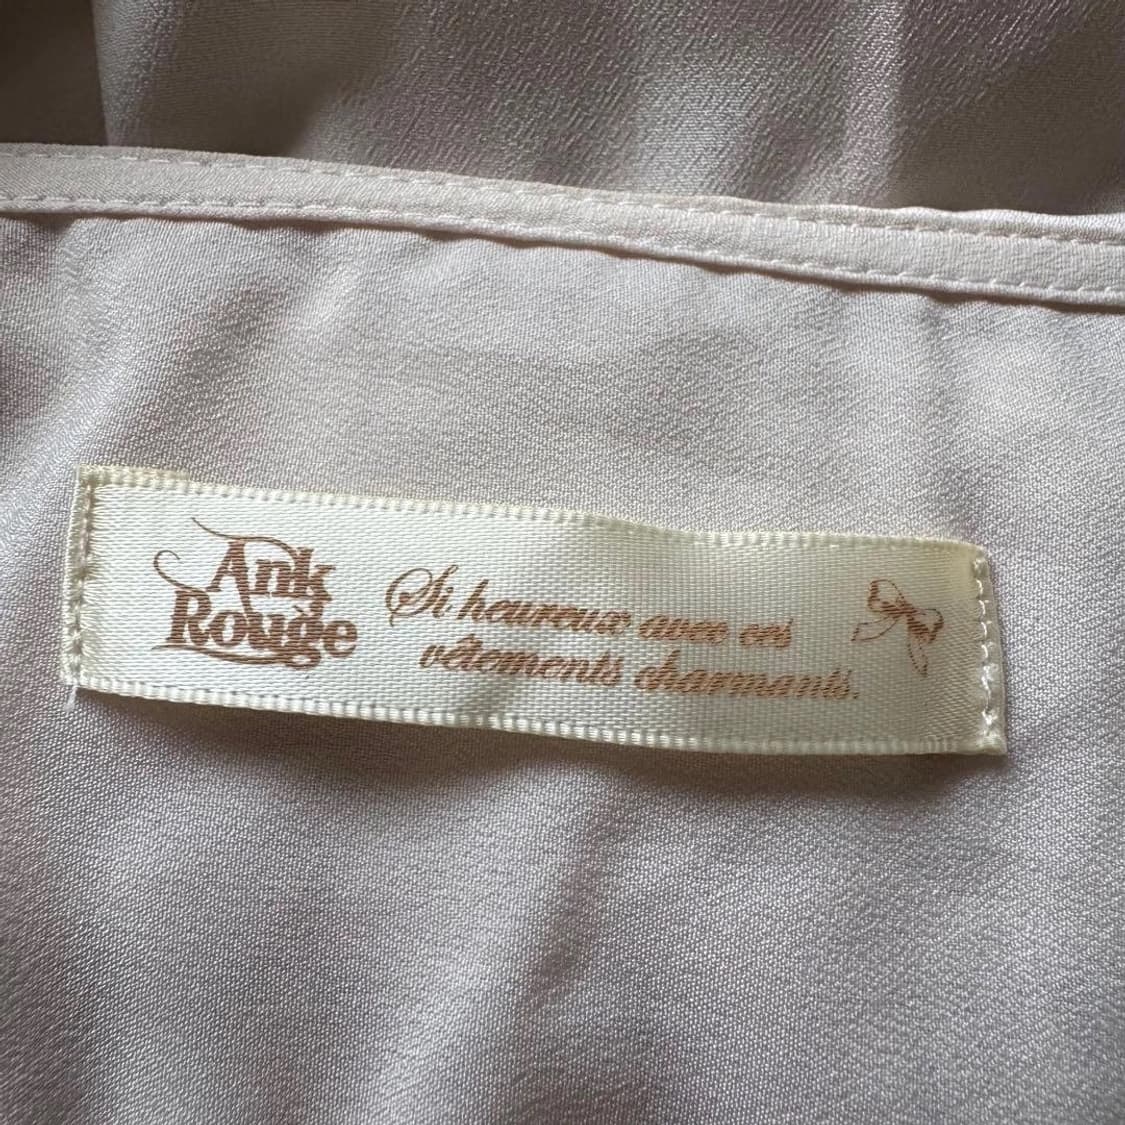 Ank
Rouge
Si heureux avec ces
vêtements charmants.